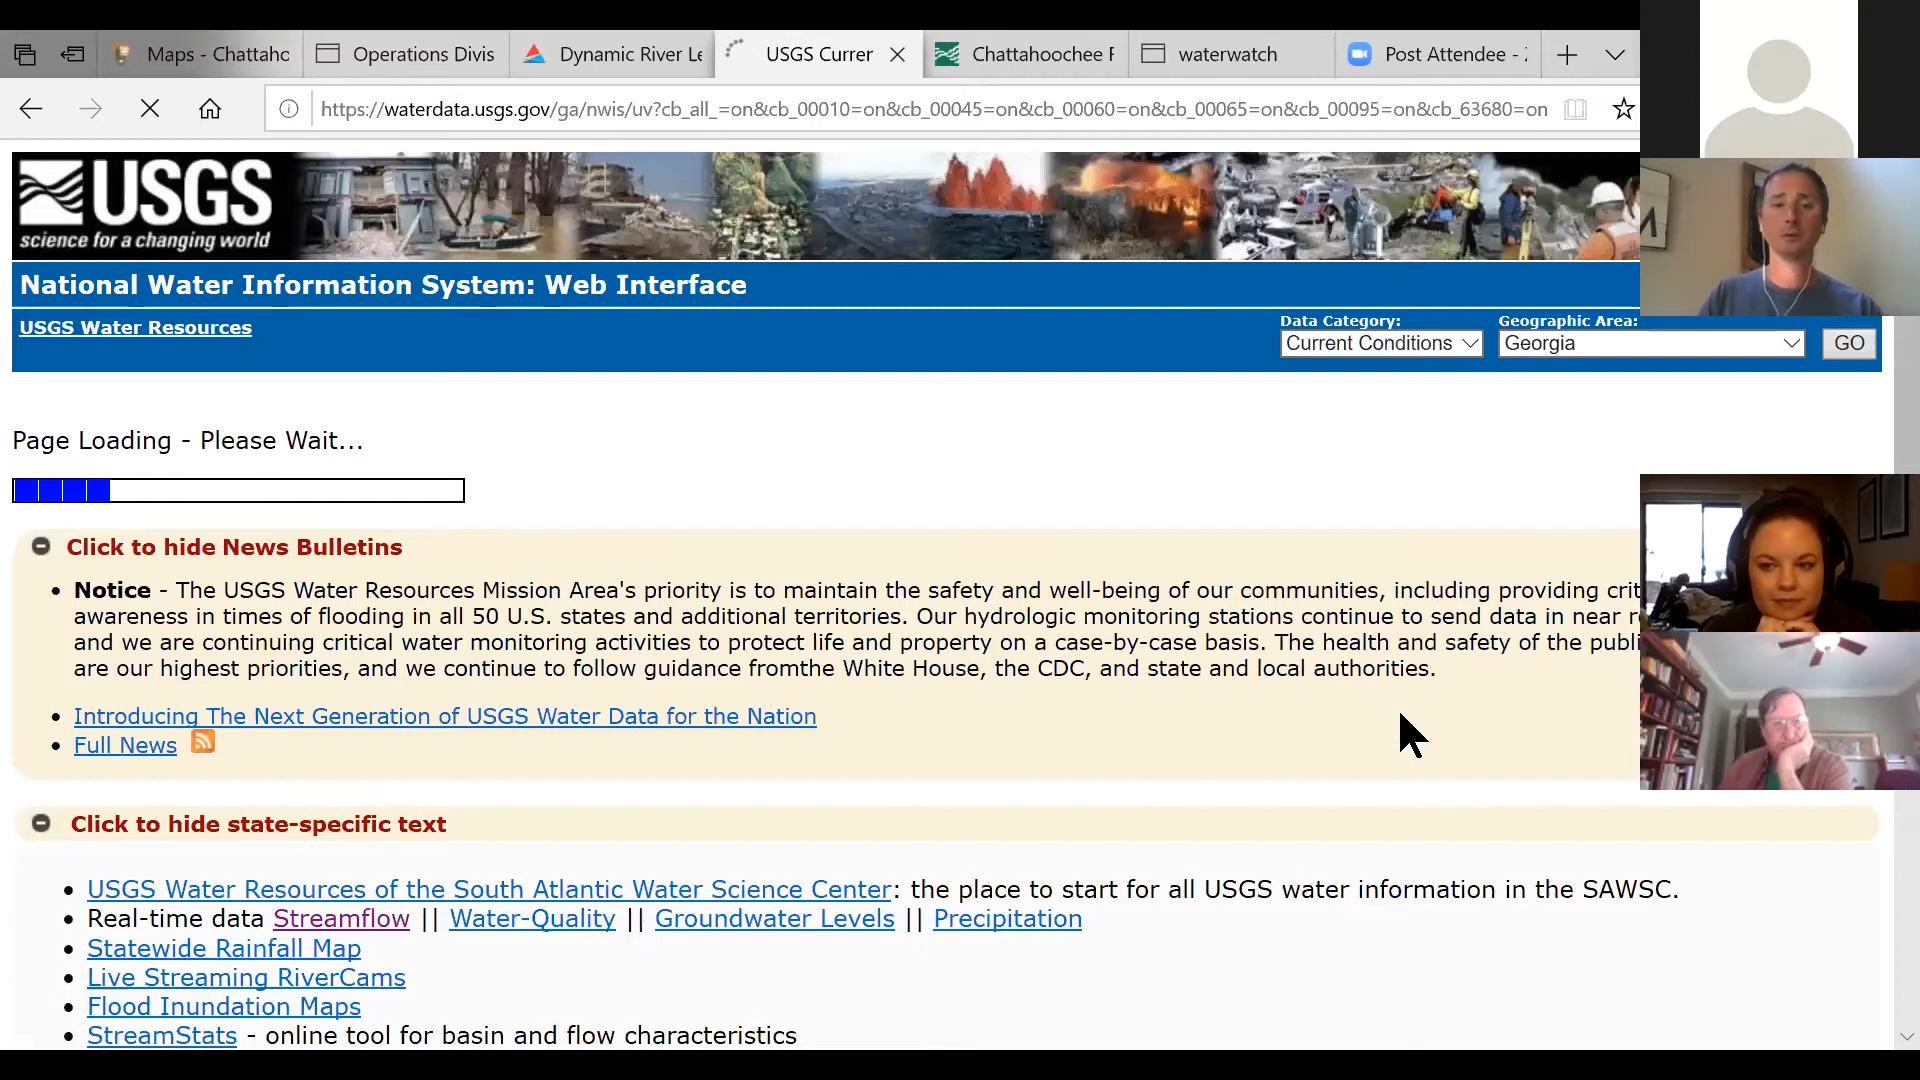 Maps - Chattaho
Operations Divis
Dynamic River Le
USGS Currer
Chattahoochee F
waterwatch
Post Attendee - 
https://waterdata.usgs.gov/ga/nwis/uv?cb_all_=on&cb_00010=on&cb_00045=on&cb_00060=on&cb_00065=on&cb_00095=on&cb_63680=on
USGS
science for a changing world
National Water Information System: Web Interface
USGS Water Resources
Data Category:
Current Conditions
Geographic Area:
Georgia
GO
Page Loading - Please Wait...
Click to hide News Bulletins
• Notice - The USGS Water Resources Mission Area's priority is to maintain the safety and well-being of our communities, including providing crit
awareness in times of flooding in all 50 U.S. states and additional territories. Our hydrologic monitoring stations continue to send data in near r
and we are continuing critical water monitoring activities to protect life and property on a case-by-case basis. The health and safety of the publi
are our highest priorities, and we continue to follow guidance fromthe White House, the CDC, and state and local authorities.
• Introducing The Next Generation of USGS Water Data for the Nation
• Full News
Click to hide state-specific text
• USGS Water Resources of the South Atlantic Water Science Center: the place to start for all USGS water information in the SAWSC.
• Real-time data Streamflow || Water-Quality || Groundwater Levels || Precipitation
• Statewide Rainfall Map
• Live Streaming RiverCams
• Flood Inundation Maps
• StreamStats - online tool for basin and flow characteristics